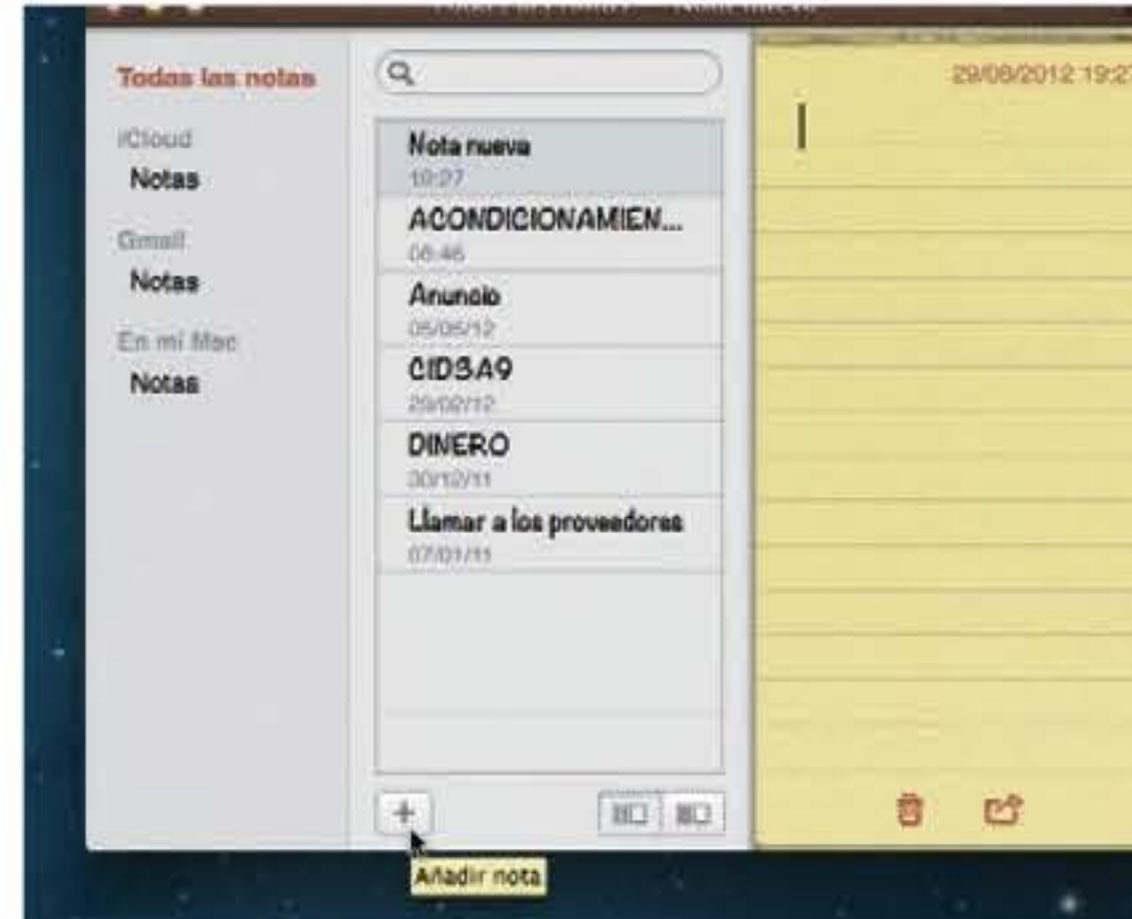 Todas las notas
iCloud
Notas
Gmail
Notas
En mi Mac
Notas
Nota nueva
19:27
ACONDICIONAMIEN...
08:46
Anuncio
05/05/12
CID3A9
29/02/12
DINERO
30/12/11
Llamar a los proveedores
07/01/11
29/08/2012 19:27
Añadir nota